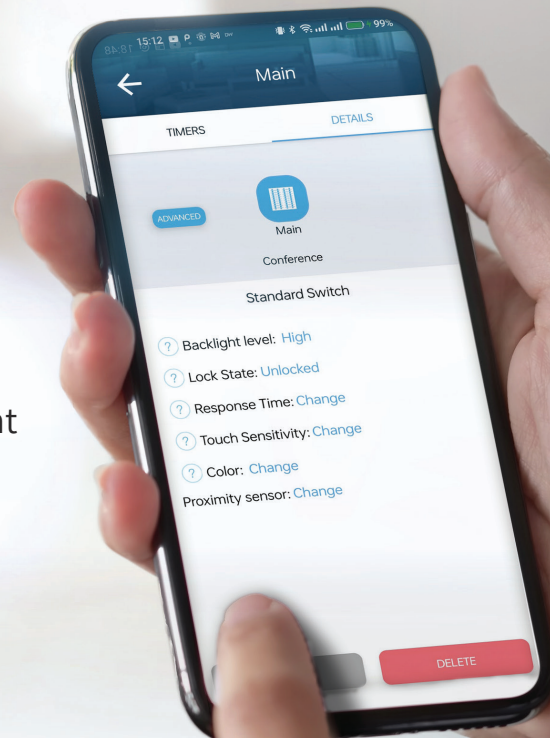 15:12
99%
Main
TIMERS
DETAILS
ADVANCED
Main
Conference
Standard Switch
? Backlight level: High
? Lock State: Unlocked
? Response Time: Change
? Touch Sensitivity: Change
? Color: Change
Proximity sensor: Change
DELETE